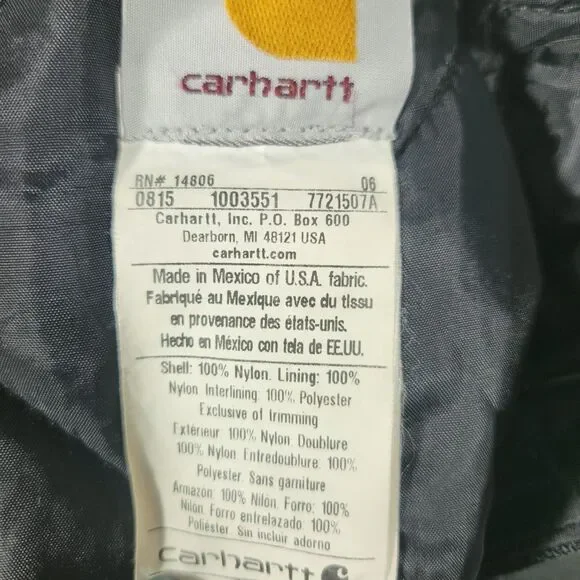 carhartt
RN# 14806 06
0815 1003551 7721507A
Carhartt, Inc. P.O. Box 600
Dearborn, MI 48121 USA
carhartt.com
Made in Mexico of U.S.A. fabric.
Fabriqué au Mexique avec du tissu
en provenance des états-unis.
Hecho en México con tela de EE.UU.
Shell: 100% Nylon. Lining: 100%
Nylon Interlining: 100% Polyester
Exclusive of trimming
Extérieur 100% Nylon. Doublure
100% Nylon. Entredoublure: 100%
Polyester. Sans garniture
Armazon: 100% Nilón. Forro: 100%
Nilón. Forro entrelazado 100%
Poliéster. Sin incluir adorno
carhartt